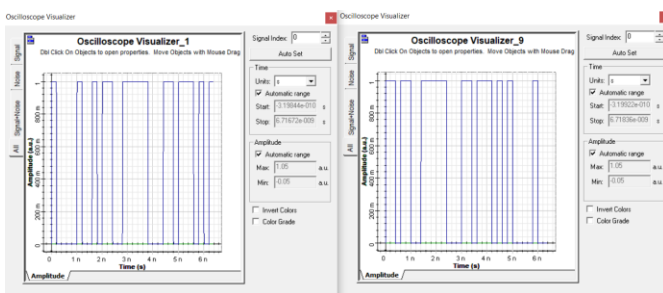 Oscilloscope Visualizer
Oscilloscope Visualizer_1
Dbl Click On Objects to open properties. Move Objects with Mouse Drag
Signal
Noise
Signal+Noise
All
Amplitude (a.u.)
1
800 m
600 m
400 m
200 m
0
0 1 n 2 n 3 n 4 n 5 n 6 n
Time (s)
Amplitude
Signal Index: 0
Auto Set
Time
Units: s
Automatic range
Start: -3.19844e-010 s
Stop: 6.71672e-009 s
Amplitude
Automatic range
Max: 1.05 a.u.
Min: -0.05 a.u.
Invert Colors
Color Grade
Oscilloscope Visualizer
Oscilloscope Visualizer_9
Dbl Click On Objects to open properties. Move Objects with Mouse Drag
Signal
Noise
Signal+Noise
All
Amplitude (a.u.)
1
800 m
600 m
400 m
200 m
0
0 1 n 2 n 3 n 4 n 5 n 6 n
Time (s)
Amplitude
Signal Index: 0
Auto Set
Time
Units: s
Automatic range
Start: -3.19922e-010 s
Stop: 6.71836e-009 s
Amplitude
Automatic range
Max: 1.05 a.u.
Min: -0.05 a.u.
Invert Colors
Color Grade